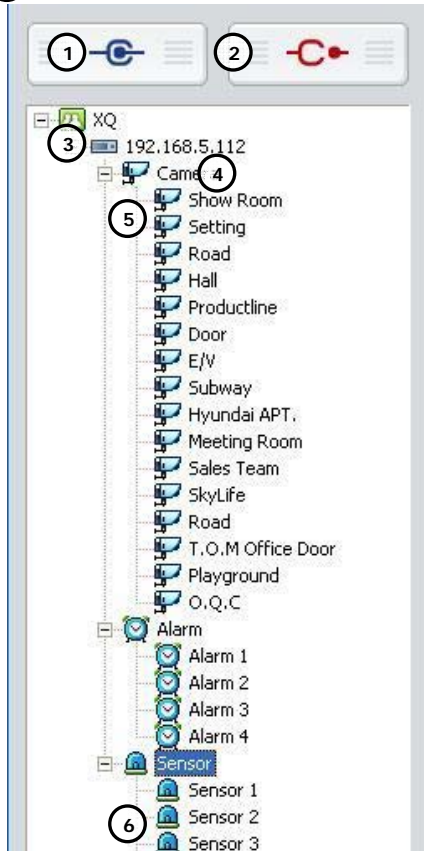 1
2
XQ
3
192.168.5.112
Came 4
5
Show Room
Setting
Road
Hall
Productline
Door
E/V
Subway
Hyundai APT.
Meeting Room
Sales Team
SkyLife
Road
T.O.M Office Door
Playground
O.Q.C
Alarm
Alarm 1
Alarm 2
Alarm 3
Alarm 4
Sensor
Sensor 1
6
Sensor 2
Sensor 3